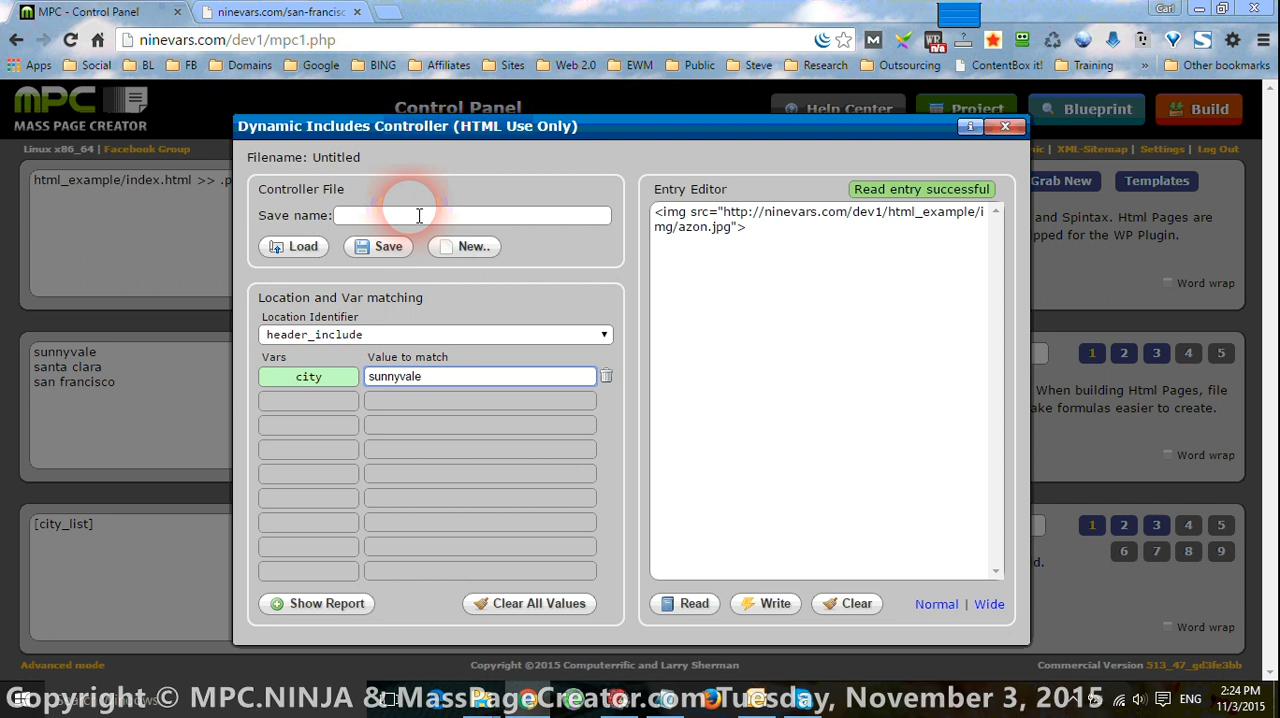 MPC - Control Panel
ninevars.com/san-francisc
Carl
ninevars.com/dev1/mpc1.php
Apps Social BL FB Domains Google BING Affiliates Sites Web 2.0 EWM Public Steve Research Outsourcing ContentBox it! Training » Other bookmarks
MPC
MASS PAGE CREATOR
Control Panel
Help Center
Project
Blueprint
Build
Linux x86_64 | Facebook Group
XML-Sitemap | Settings | Log Out
Dynamic Includes Controller (HTML Use Only)
Filename: Untitled
Controller File
Save name:
Load
Save
New..
Location and Var matching
Location Identifier
header_include
Vars
Value to match
city
sunnyvale
Show Report
Clear All Values
Entry Editor
Read entry successful
<img src="http://ninevars.com/dev1/html_example/i
mg/azon.jpg">
Read
Write
Clear
Normal | Wide
html_example/index.html >> .p
sunnyvale
santa clara
san francisco
[city_list]
Grab New
Templates
and Spintax. Html Pages are
pped for the WP Plugin.
Word wrap
1 2 3 4 5
When building Html Pages, file
ake formulas easier to create.
Word wrap
1 2 3 4 5
6 7 8 9
d.
Word wrap
Advanced mode
Copyright ©2015 Computerrific and Larry Sherman
Commercial Version 513_47_gd3fe3bb
Copyright © MPC.NINJA & MassPageCreator.com Tuesday, November 3, 2015
ENG
2:24 PM
11/3/2015